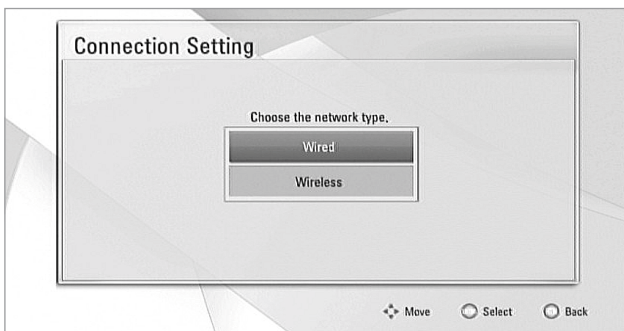 Connection Setting
Choose the network type.
Wired
Wireless
Move Select Back